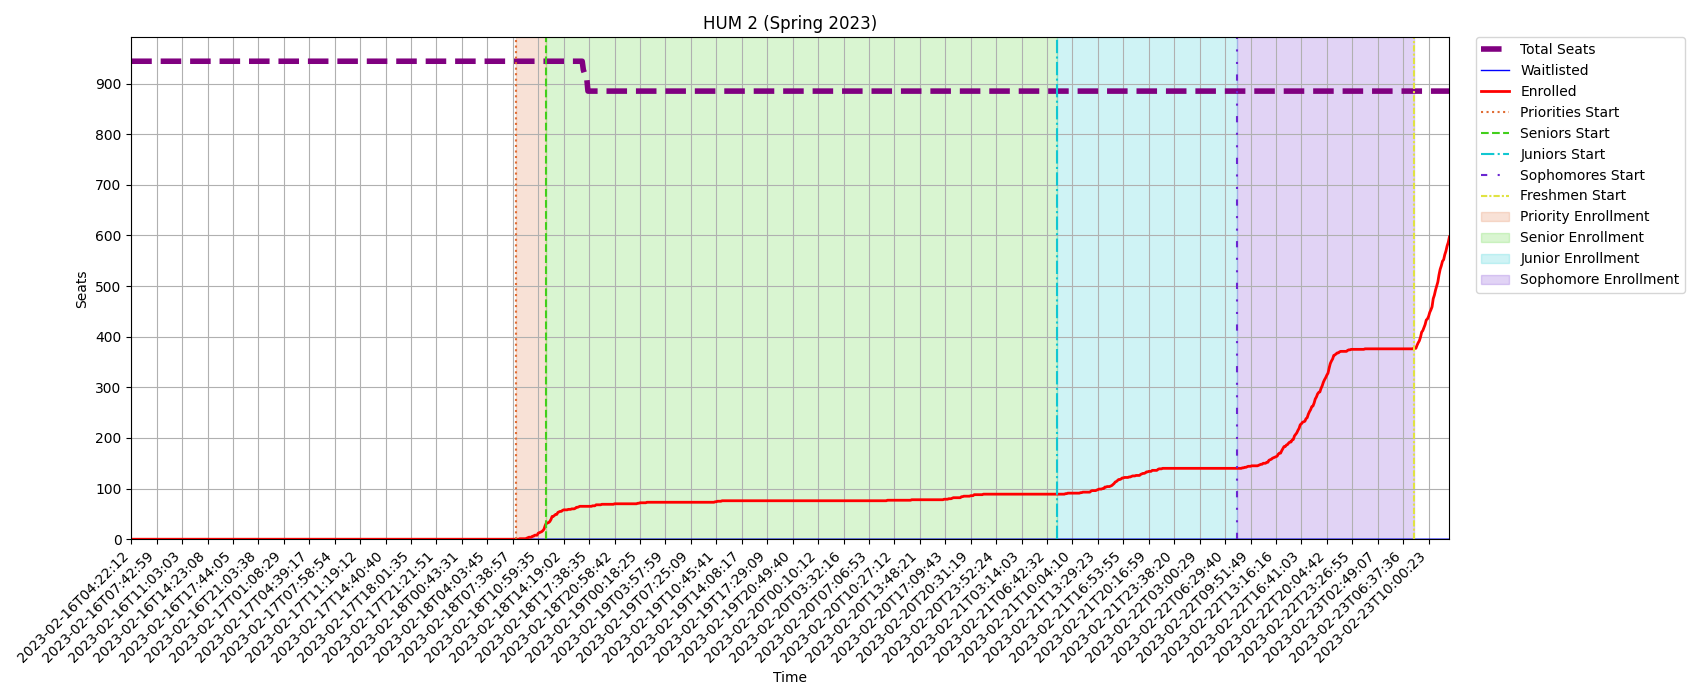 HUM 2 (Spring 2023)
Total Seats
Waitlisted
Enrolled
Priorities Start
Seniors Start
Juniors Start
Sophomores Start
Freshmen Start
Priority Enrollment
Senior Enrollment
Junior Enrollment
Sophomore Enrollment
Seats
900
800
700
600
500
400
300
200
100
0
2023-02-16T04:22:12
2023-02-16T07:42:59
2023-02-16T11:03:03
2023-02-16T14:23:08
2023-02-16T17:44:05
2023-02-16T21:03:38
2023-02-17T01:08:29
2023-02-17T04:39:17
2023-02-17T07:58:54
2023-02-17T11:19:12
2023-02-17T14:40:40
2023-02-17T18:01:35
2023-02-17T21:21:51
2023-02-18T00:43:31
2023-02-18T04:03:45
2023-02-18T07:38:57
2023-02-18T10:59:35
2023-02-18T14:19:02
2023-02-18T17:38:35
2023-02-18T20:58:42
2023-02-19T00:18:25
2023-02-19T03:57:59
2023-02-19T07:25:09
2023-02-19T10:45:41
2023-02-19T14:08:17
2023-02-19T17:29:09
2023-02-19T20:49:40
2023-02-20T00:10:12
2023-02-20T03:32:16
2023-02-20T07:06:53
2023-02-20T10:27:12
2023-02-20T13:48:21
2023-02-20T17:09:43
2023-02-20T20:31:19
2023-02-20T23:52:24
2023-02-21T03:14:03
2023-02-21T06:42:32
2023-02-21T10:04:10
2023-02-21T13:29:23
2023-02-21T16:53:55
2023-02-21T20:16:59
2023-02-21T23:38:20
2023-02-22T03:00:29
2023-02-22T06:29:40
2023-02-22T09:51:49
2023-02-22T13:16:16
2023-02-22T16:41:03
2023-02-22T20:04:42
2023-02-22T23:26:55
2023-02-23T02:49:07
2023-02-23T06:37:36
2023-02-23T10:00:23
Time